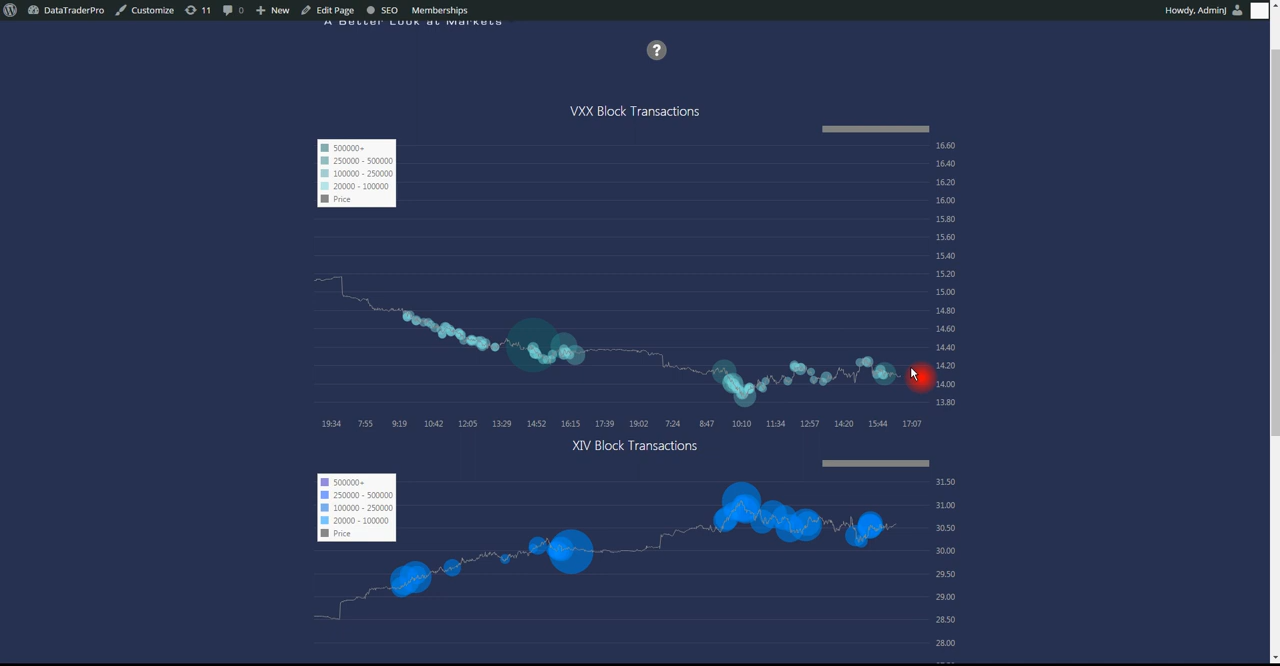 DataTraderPro Customize 11 0 New Edit Page SEO Memberships Howdy, AdminJ
A Better Look at Markets
?
VXX Block Transactions
500000+
250000 - 500000
100000 - 250000
20000 - 100000
Price
16.60
16.40
16.20
16.00
15.80
15.60
15.40
15.20
15.00
14.80
14.60
14.40
14.20
14.00
13.80
19:34 7:55 9:19 10:42 12:05 13:29 14:52 16:15 17:39 19:02 7:24 8:47 10:10 11:34 12:57 14:20 15:44 17:07
XIV Block Transactions
500000+
250000 - 500000
100000 - 250000
20000 - 100000
Price
31.50
31.00
30.50
30.00
29.50
29.00
28.50
28.00